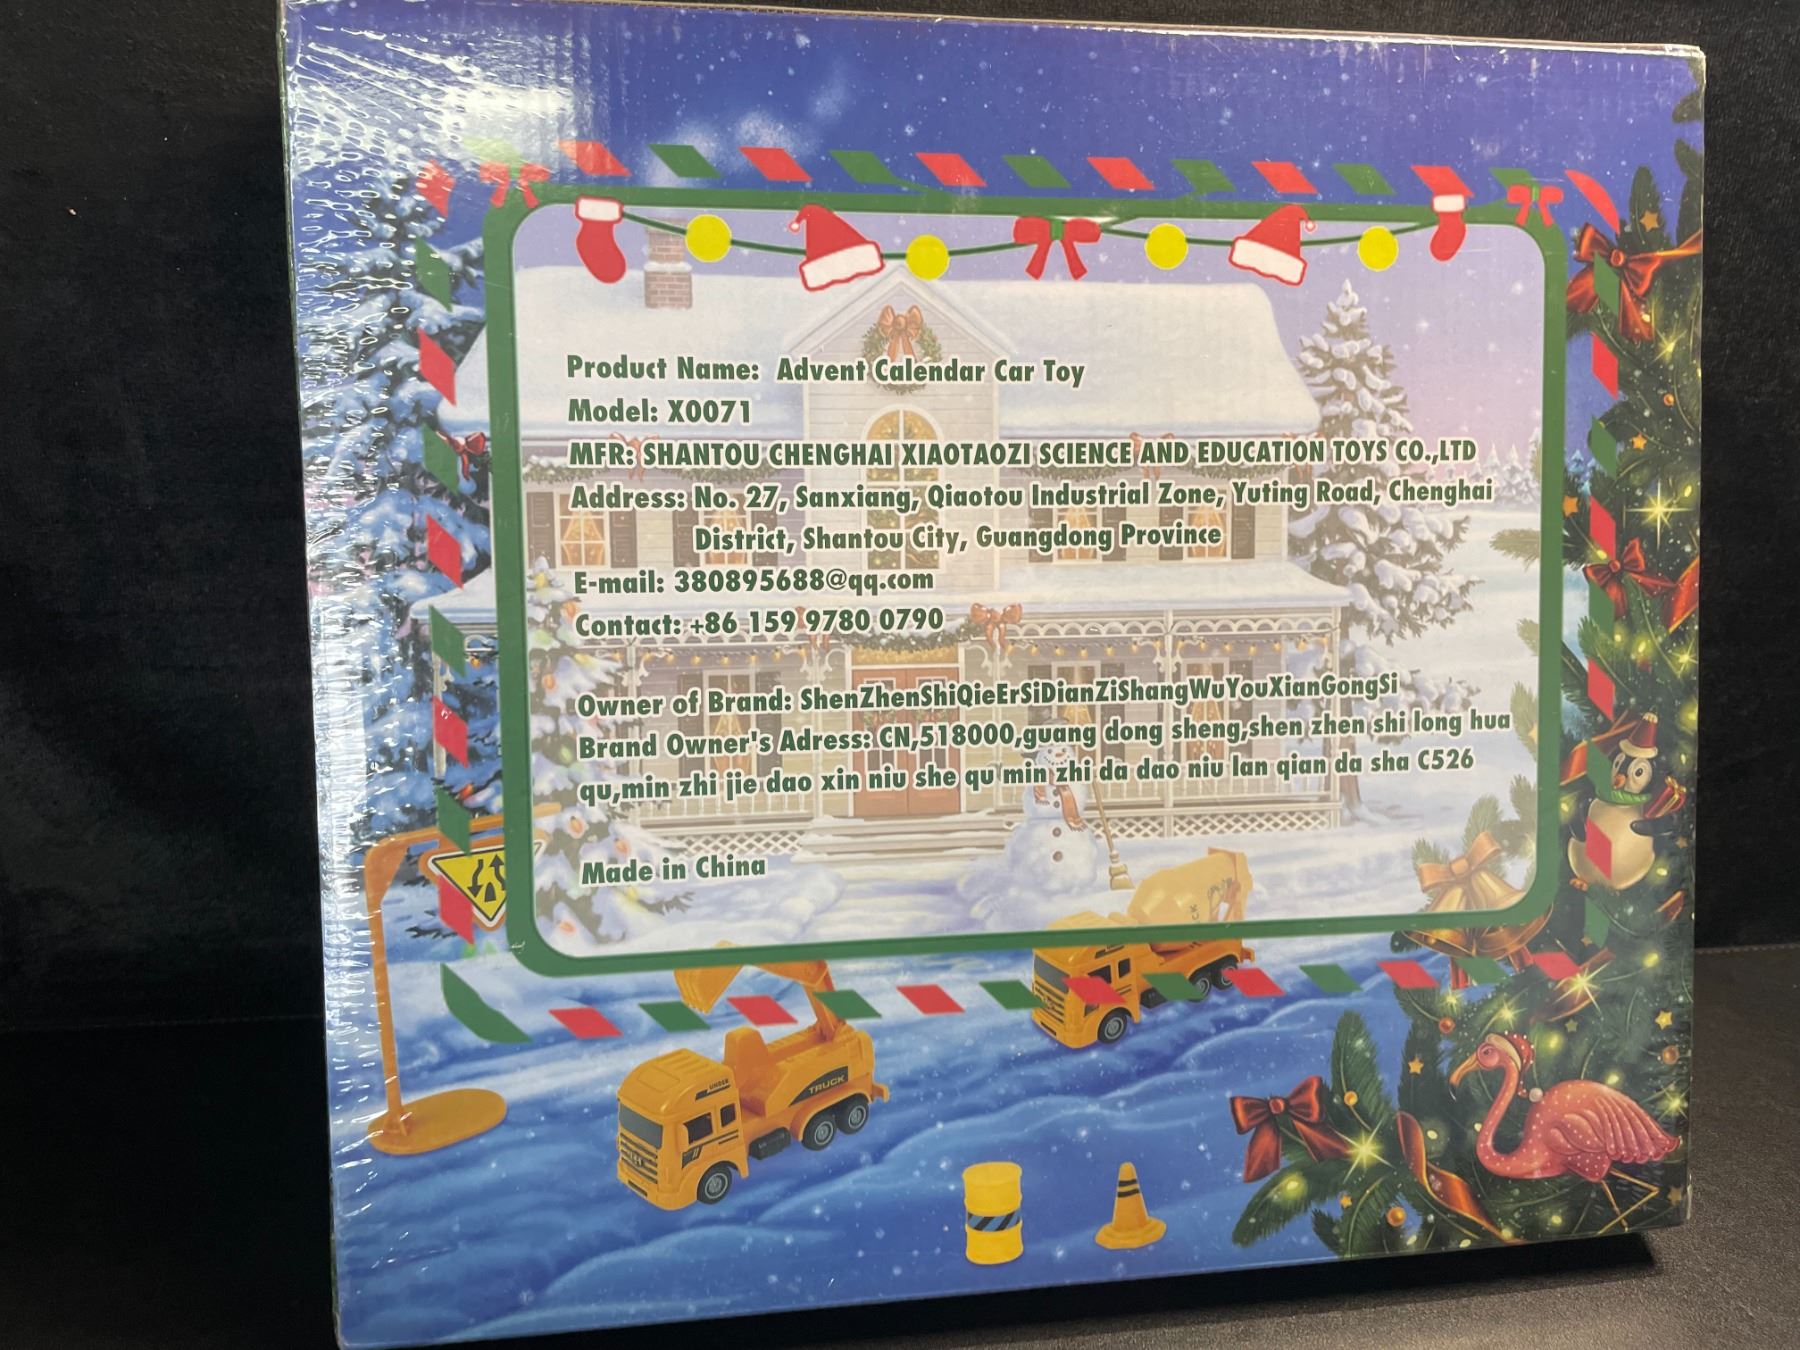 Product Name: Advent Calendar Car Toy
Model: X0071
MFR: SHANTOU CHENGHAI XIAOTAOZI SCIENCE AND EDUCATION TOYS CO.,LTD
Address: No. 27, Sanxiang, Qiaotou Industrial Zone, Yuting Road, Chenghai
District, Shantou City, Guangdong Province
E-mail: 380895688@qq.com
Contact: +86 159 9780 0790
Owner of Brand: ShenZhenShiQieErSiDianZiShangWuYouXianGongSi
Brand Owner's Adress: CN,518000,guang dong sheng,shen zhen shi long hua
qu,min zhi jie dao xin niu she qu min zhi da dao niu lan qian da sha C526
Made in China
UNDER
TRUCK